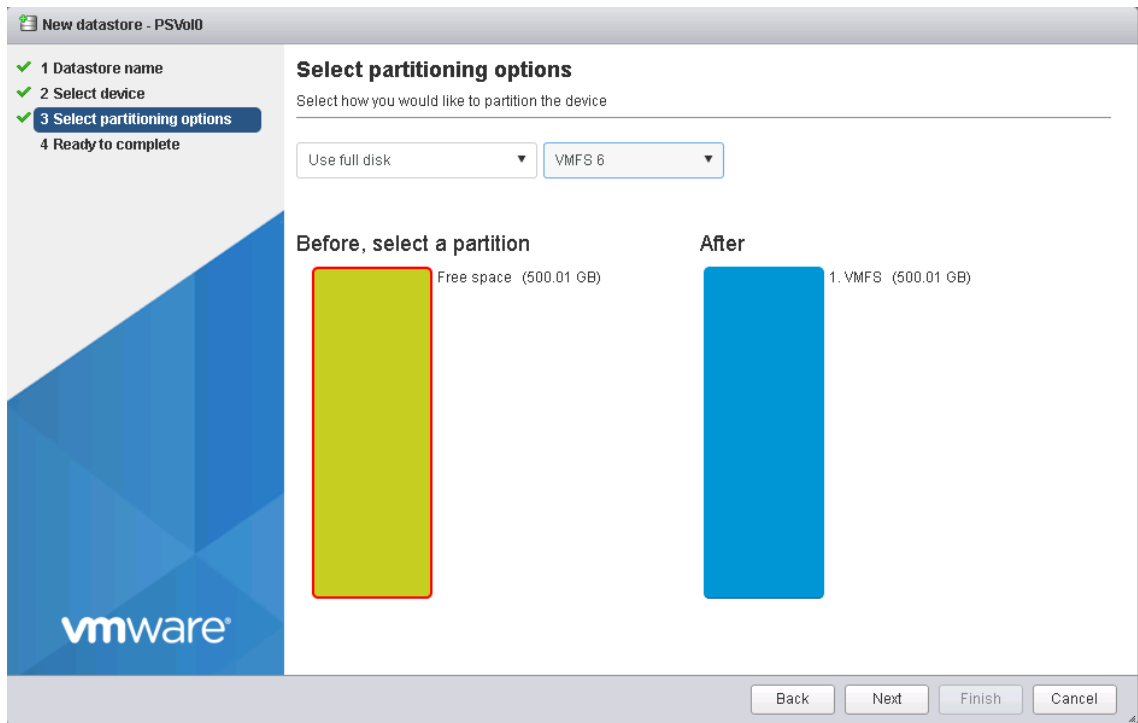 New datastore - PSVol0
1 Datastore name
2 Select device
3 Select partitioning options
4 Ready to complete
Select partitioning options
Select how you would like to partition the device
Use full disk
VMFS 6
Before, select a partition
After
Free space (500.01 GB)
1. VMFS (500.01 GB)
vmware®
Back
Next
Finish
Cancel